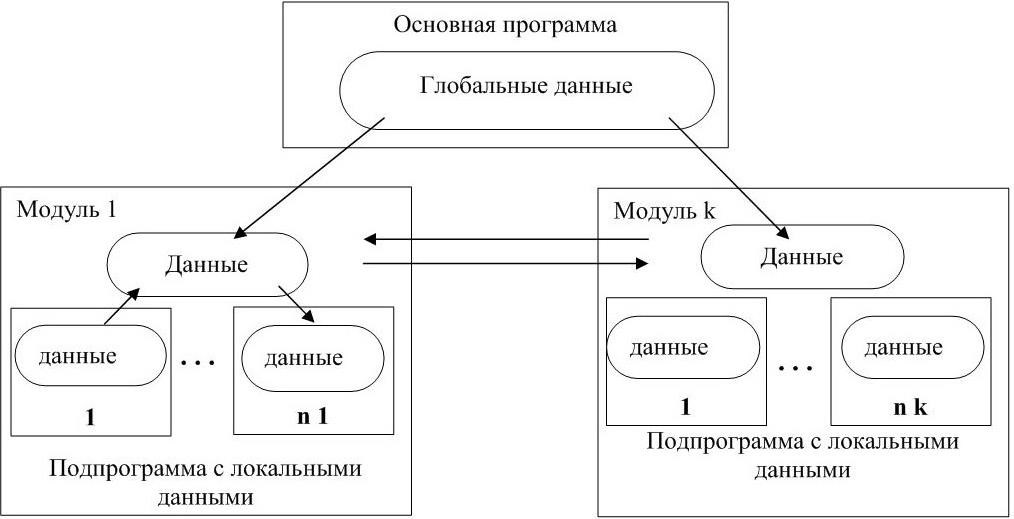 Основная программа
Глобальные данные
Модуль 1
Данные
данные
. . .
данные
1
n 1
Подпрограмма с локальными
данными
Модуль k
Данные
данные
. . .
данные
1
n k
Подпрограмма с локальными
данными